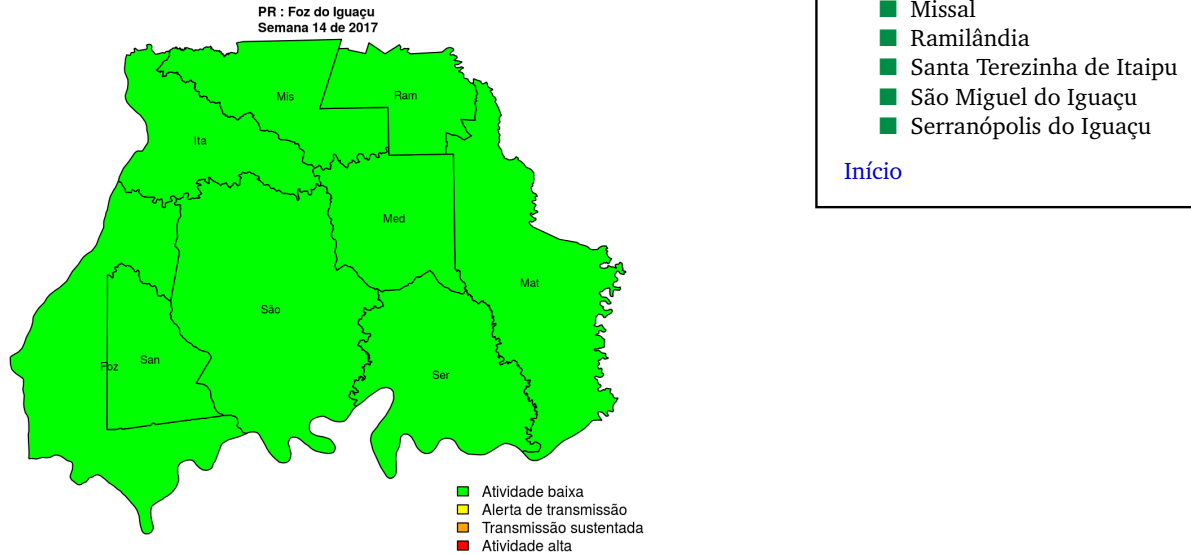 PR : Foz do Iguaçu
Semana 14 de 2017
Mis
Ram
Ita
Med
Mat
São
San
Foz
Ser
Atividade baixa
Alerta de transmissão
Transmissão sustentada
Atividade alta
Missal
Ramilândia
Santa Terezinha de Itaipu
São Miguel do Iguaçu
Serranópolis do Iguaçu
Início